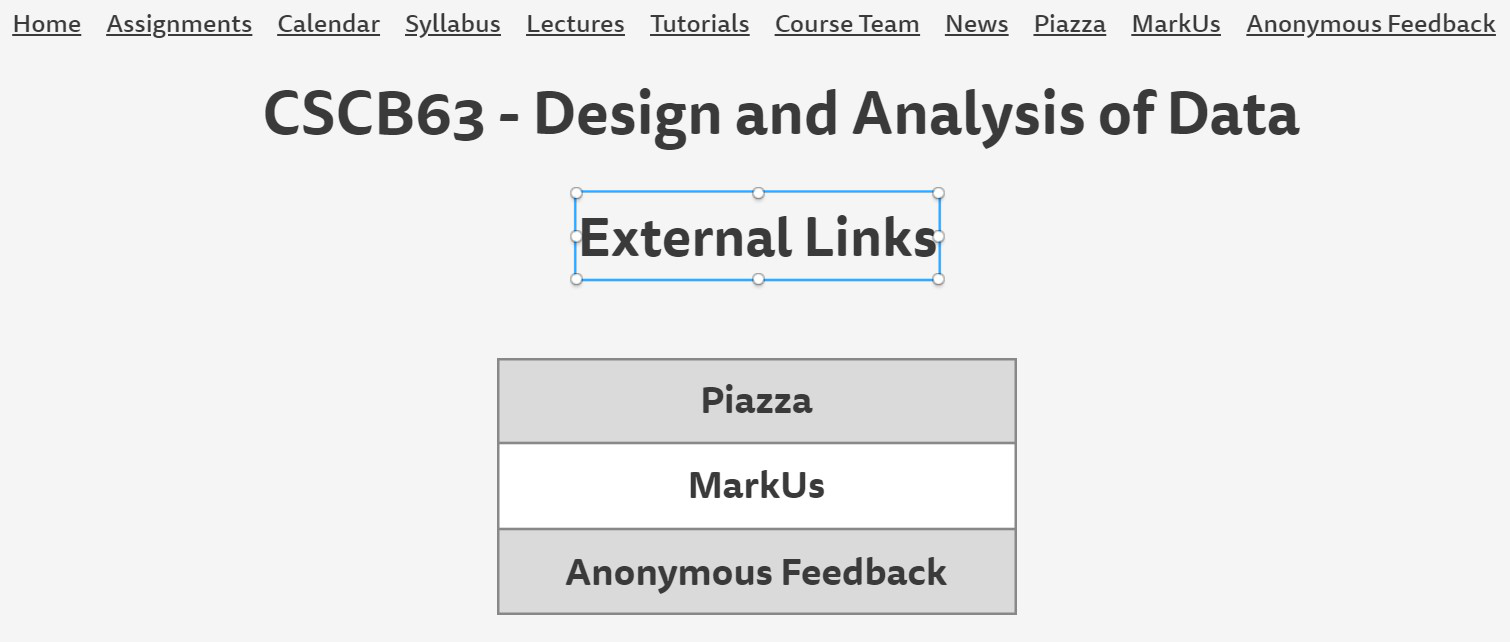 Home Assignments Calendar Syllabus Lectures Tutorials Course Team News Piazza MarkUs Anonymous Feedback
CSCB63 - Design and Analysis of Data
External Links
Piazza
MarkUs
Anonymous Feedback